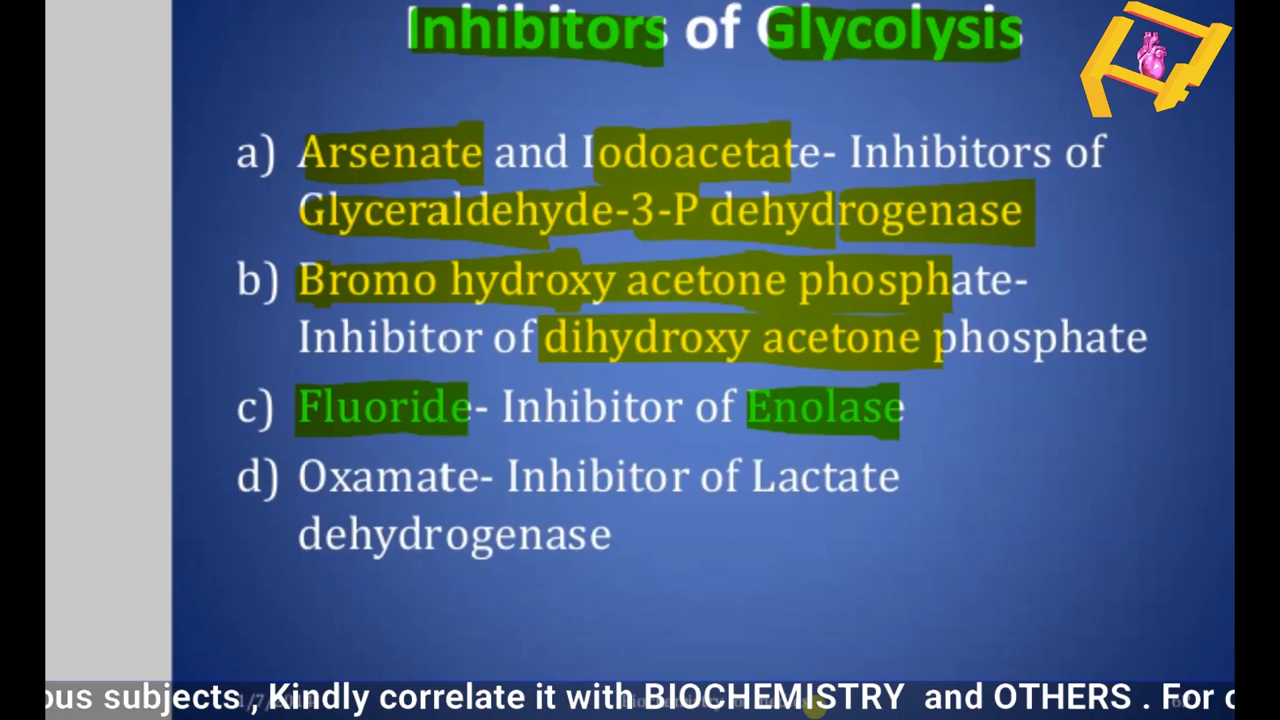 Inhibitors of Glycolysis
a) Arsenate and Iodoacetate- Inhibitors of
Glyceraldehyde-3-P dehydrogenase
b) Bromo hydroxy acetone phosphate-
Inhibitor of dihydroxy acetone phosphate
c) Fluoride- Inhibitor of Enolase
d) Oxamate- Inhibitor of Lactate
dehydrogenase
ous subjects , Kindly correlate it with BIOCHEMISTRY and OTHERS . For